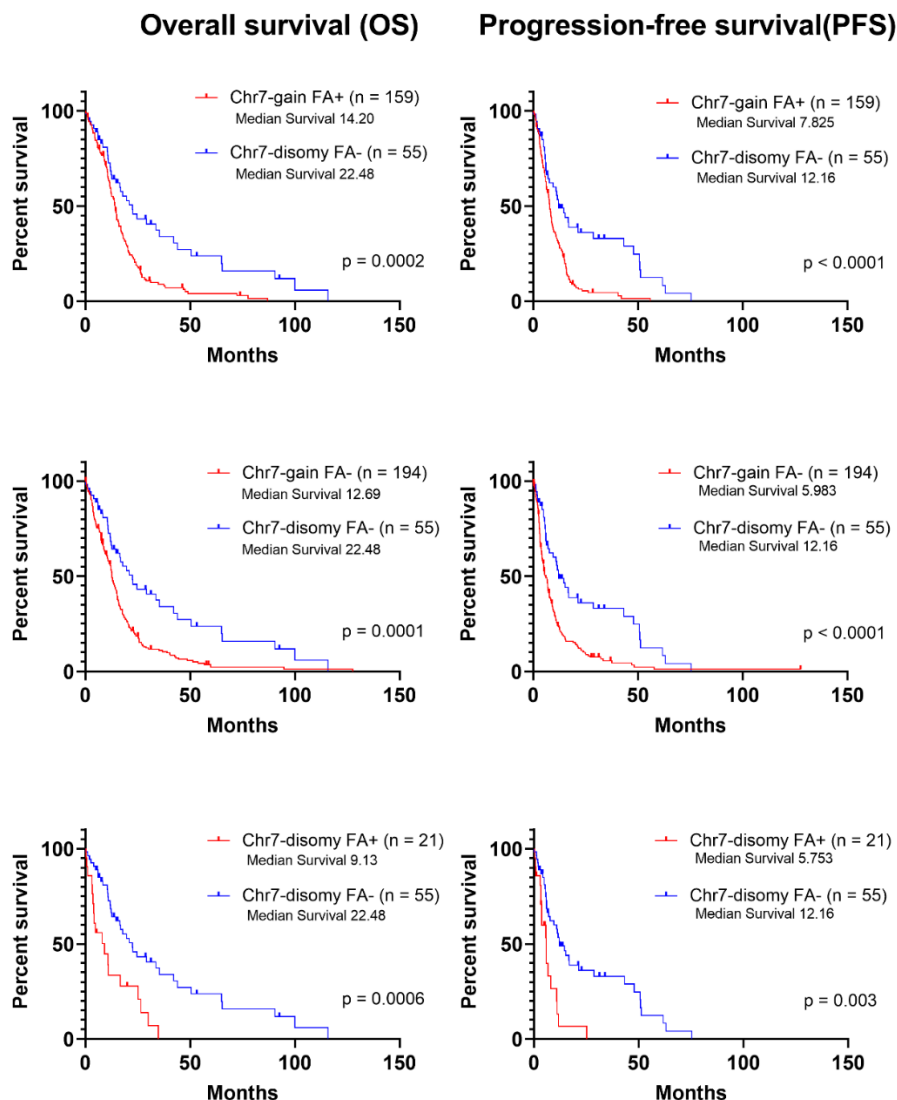 Overall survival (OS)
Progression-free survival(PFS)
Chr7-gain FA+ (n = 159)
Median Survival 14.20
Chr7-disomy FA- (n = 55)
Median Survival 22.48
p = 0.0002
Percent survival
100
50
0
0 50 100 150
Months
Chr7-gain FA+ (n = 159)
Median Survival 7.825
Chr7-disomy FA- (n = 55)
Median Survival 12.16
p < 0.0001
Percent survival
100
50
0
0 50 100 150
Months
Chr7-gain FA- (n = 194)
Median Survival 12.69
Chr7-disomy FA- (n = 55)
Median Survival 22.48
p = 0.0001
Percent survival
100
50
0
0 50 100 150
Months
Chr7-gain FA- (n = 194)
Median Survival 5.983
Chr7-disomy FA- (n = 55)
Median Survival 12.16
p < 0.0001
Percent survival
100
50
0
0 50 100 150
Months
Chr7-disomy FA+ (n = 21)
Median Survival 9.13
Chr7-disomy FA- (n = 55)
Median Survival 22.48
p = 0.0006
Percent survival
100
50
0
0 50 100 150
Months
Chr7-disomy FA+ (n = 21)
Median Survival 5.753
Chr7-disomy FA- (n = 55)
Median Survival 12.16
p = 0.003
Percent survival
100
50
0
0 50 100 150
Months